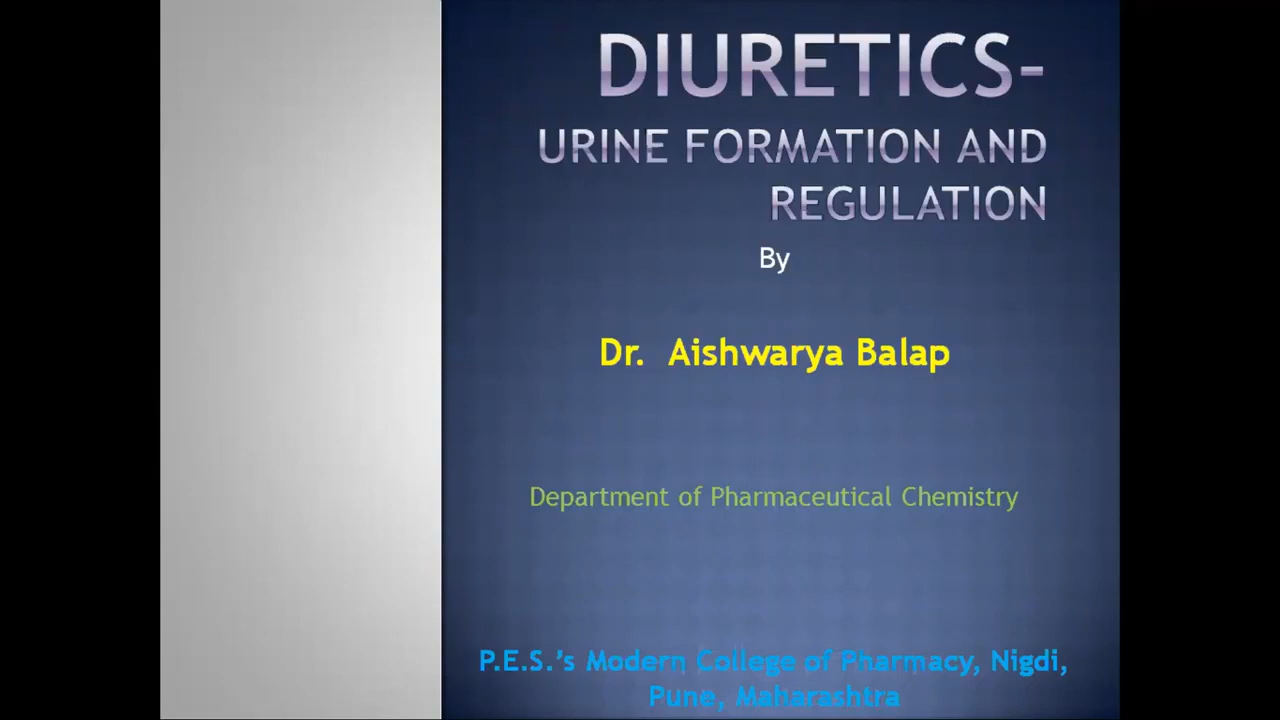 DIURETICS-
URINE FORMATION AND
REGULATION
By
Dr. Aishwarya Balap
Department of Pharmaceutical Chemistry
P.E.S.'s Modern College of Pharmacy, Nigdi,
Pune, Maharashtra